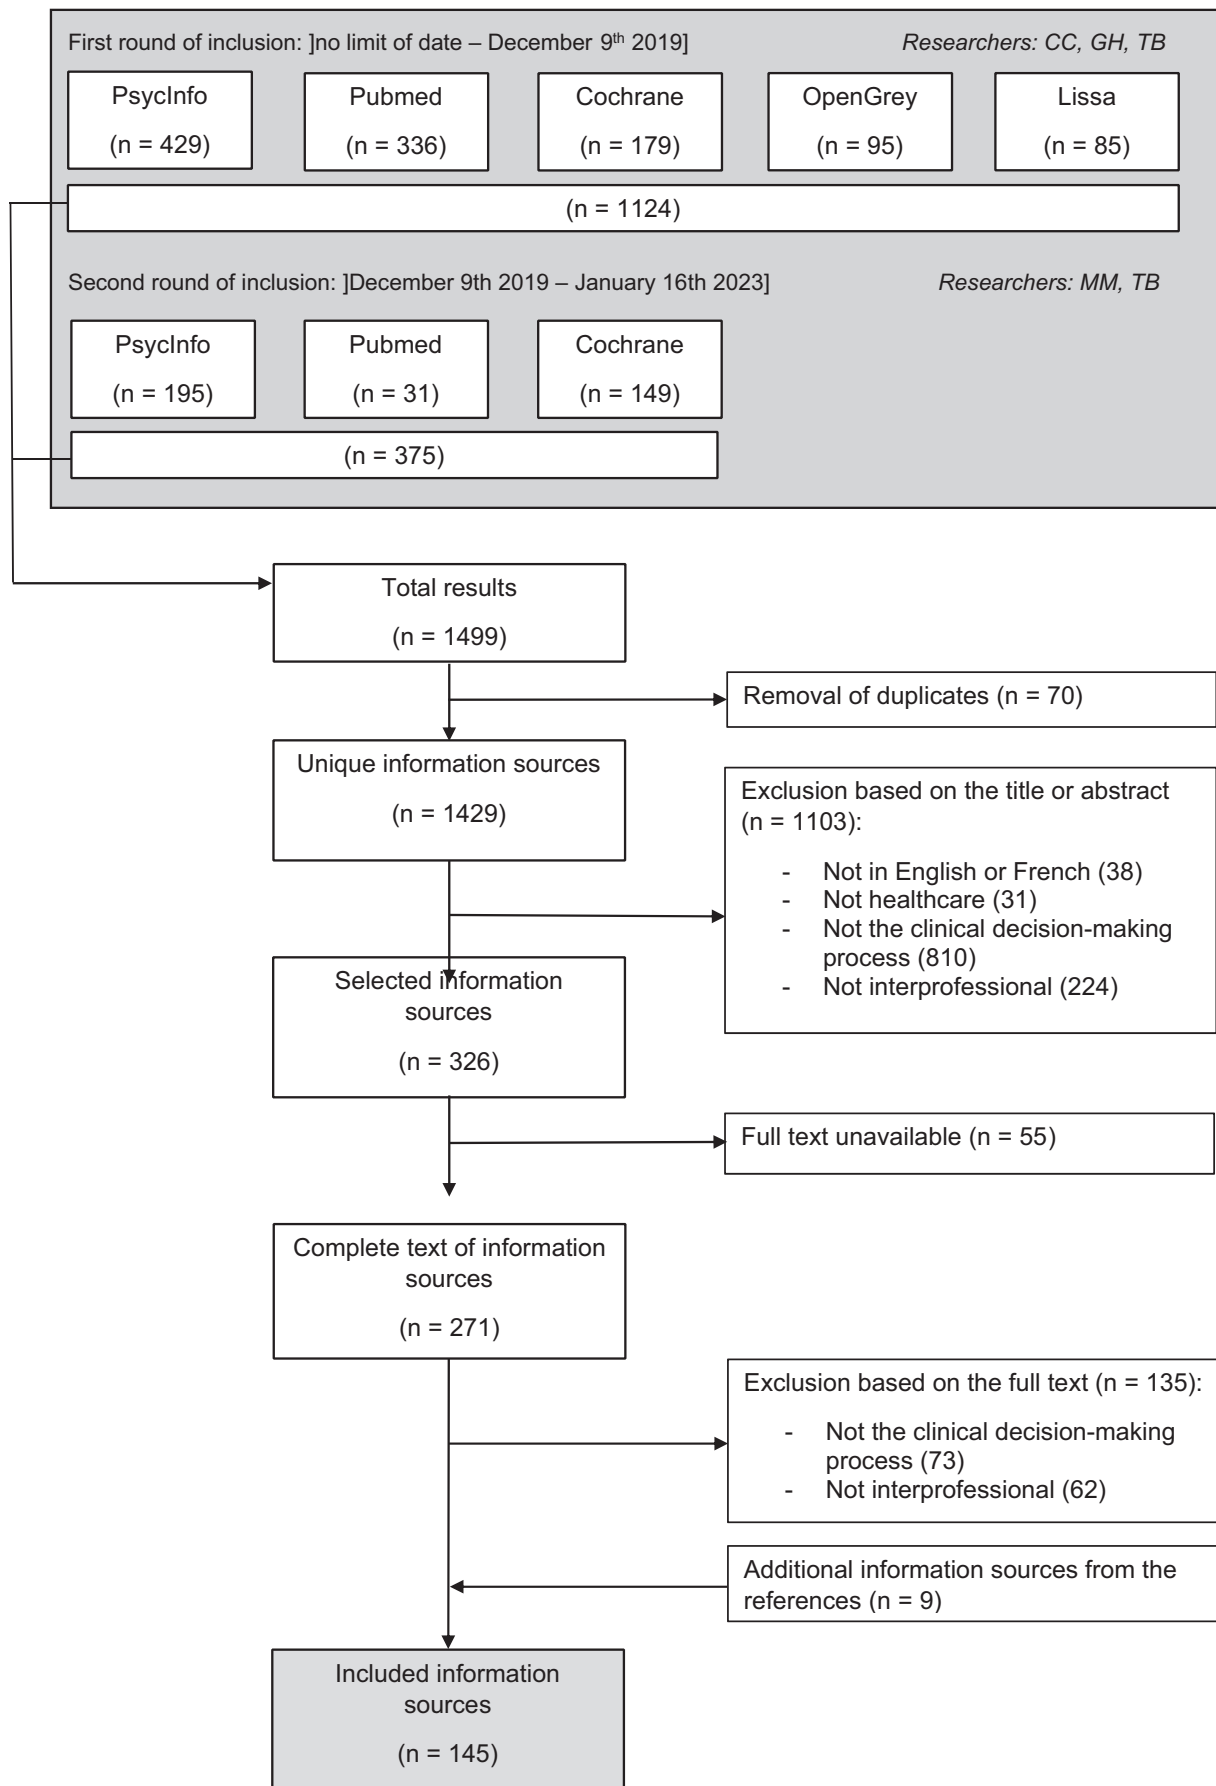 First round of inclusion: ]no limit of date – December 9th 2019]
Researchers: CC, GH, TB
PsycInfo
(n = 429)
Pubmed
(n = 336)
Cochrane
(n = 179)
OpenGrey
(n = 95)
Lissa
(n = 85)
(n = 1124)
Second round of inclusion: ]December 9th 2019 – January 16th 2023]
Researchers: MM, TB
PsycInfo
(n = 195)
Pubmed
(n = 31)
Cochrane
(n = 149)
(n = 375)
Total results
(n = 1499)
Removal of duplicates (n = 70)
Unique information sources
(n = 1429)
Exclusion based on the title or abstract
(n = 1103):
- Not in English or French (38)
- Not healthcare (31)
- Not the clinical decision-making
process (810)
- Not interprofessional (224)
Selected information
sources
(n = 326)
Full text unavailable (n = 55)
Complete text of information
sources
(n = 271)
Exclusion based on the full text (n = 135):
- Not the clinical decision-making
process (73)
- Not interprofessional (62)
Additional information sources from the
references (n = 9)
Included information
sources
(n = 145)